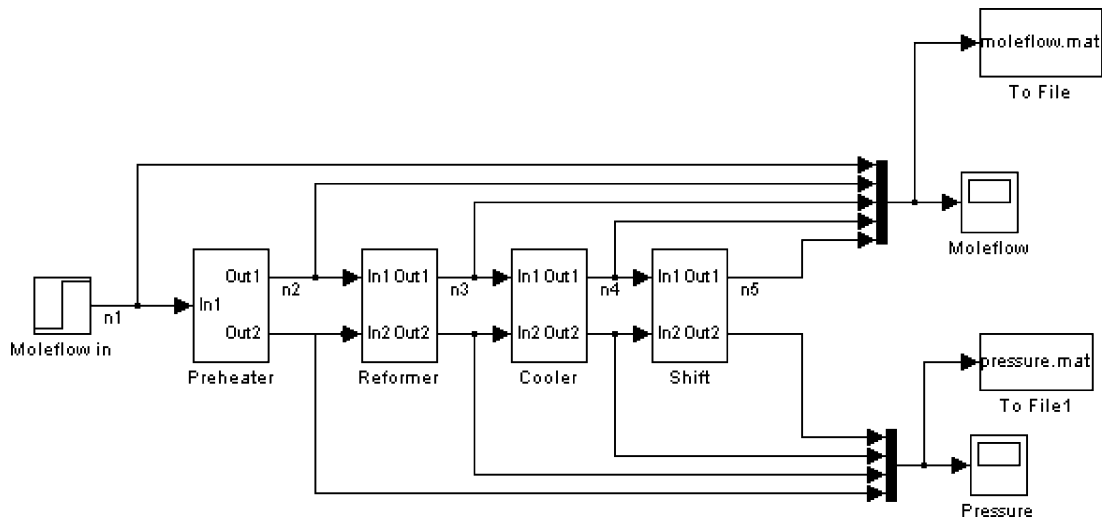 moleflow.mat
To File
Moleflow
Out1
In1 Out1
In1 Out1
In1 Out1
n2
n3
n4
n5
In1
n1
Out2
In2 Out2
In2 Out2
In2 Out2
Moleflow in
Preheater
Reformer
Cooler
Shift
pressure.mat
To File1
Pressure